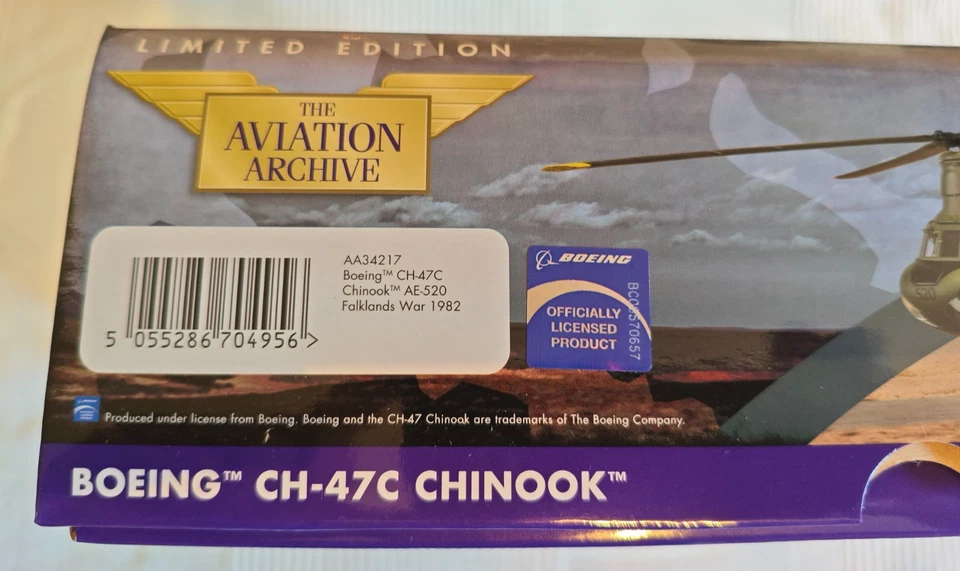 LIMITED EDITION
THE
AVIATION
ARCHIVE
AA34217
Boeing™ CH-47C
Chinook™ AE-520
Falklands War 1982
5 055286 704956 >
BOEING
OFFICIALLY
LICENSED
PRODUCT
520
Produced under license from Boeing. Boeing and the CH-47 Chinook are trademarks of The Boeing Company.
BOEING™ CH-47C CHINOOK™